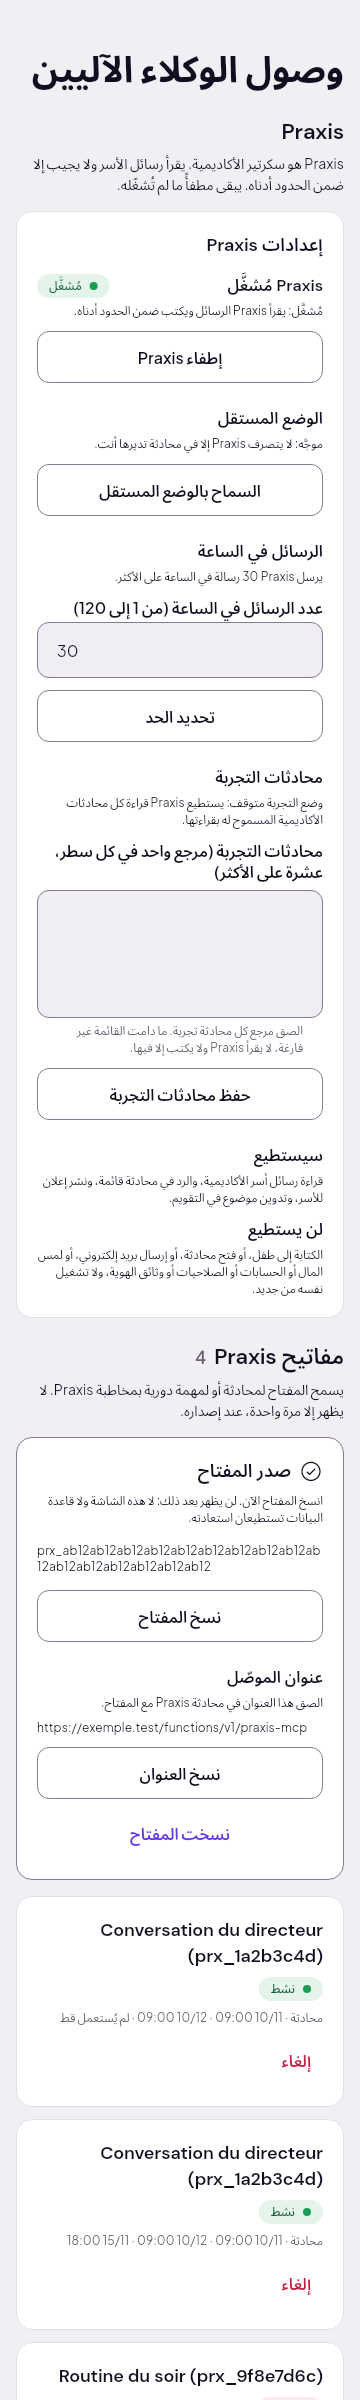 وصول الوكلاء الآليين
Praxis
Praxis هو سكرتير الأكاديمية. يقرأ رسائل الأسر ولا يجيب إلا
ضمن الحدود أدناه. يبقى مطفأً ما لم تُشغّله.
إعدادات Praxis
Praxis مُشغَّل
مُشغَّل
مُشغَّل: يقرأ Praxis الرسائل ويكتب ضمن الحدود أدناه.
إطفاء Praxis
الوضع المستقل
موجَّه: لا يتصرف Praxis إلا في محادثة تديرها أنت.
السماح بالوضع المستقل
الرسائل في الساعة
يرسل Praxis 30 رسالة في الساعة على الأكثر.
عدد الرسائل في الساعة (من 1 إلى 120)
30
تحديد الحد
محادثات التجربة
وضع التجربة متوقف: يستطيع Praxis قراءة كل محادثات
الأكاديمية المسموح له بقراءتها.
محادثات التجربة (مرجع واحد في كل سطر،
عشرة على الأكثر)
الصق مرجع كل محادثة تجربة. ما دامت القائمة غير
فارغة، لا يقرأ Praxis ولا يكتب إلا فيها.
حفظ محادثات التجربة
سيستطيع
قراءة رسائل أسر الأكاديمية، والرد في محادثة قائمة، ونشر إعلان
للأسر، وتدوين موضوع في التقويم.
لن يستطيع
الكتابة إلى طفل، أو فتح محادثة، أو إرسال بريد إلكتروني، أو لمس
المال أو الحسابات أو الصلاحيات أو وثائق الهوية، ولا تشغيل
نفسه من جديد.
مفاتيح Praxis 4
يسمح المفتاح لمحادثة أو لمهمة دورية بمخاطبة Praxis. لا
يظهر إلا مرة واحدة، عند إصداره.
صدر المفتاح
انسخ المفتاح الآن. لن يظهر بعد ذلك: لا هذه الشاشة ولا قاعدة
البيانات تستطيعان استعادته.
prx_ab12ab12ab12ab12ab12ab12ab12ab12ab12ab
12ab12ab12ab12ab12ab12ab12
نسخ المفتاح
عنوان الموصّل
الصق هذا العنوان في محادثة Praxis مع المفتاح.
https://exemple.test/functions/v1/praxis-mcp
نسخ العنوان
نسخت المفتاح
Conversation du directeur
(prx_1a2b3c4d)
نشط
محادثة · 10/11 09:00 · 10/12 09:00 · لم يُستعمل قط
إلغاء
Conversation du directeur
(prx_1a2b3c4d)
نشط
محادثة · 10/11 09:00 · 10/12 09:00 · 15/11 18:00
إلغاء
Routine du soir (prx_9f8e7d6c)